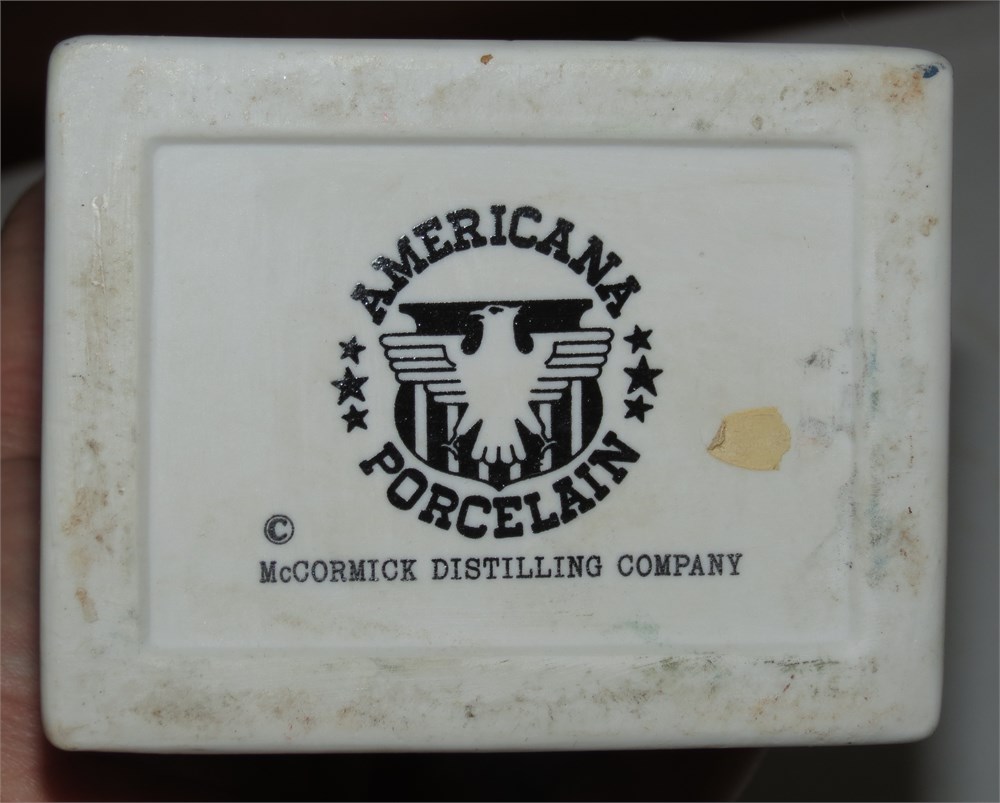 AMERICANA
PORCELAIN
©
McCORMICK DISTILLING COMPANY